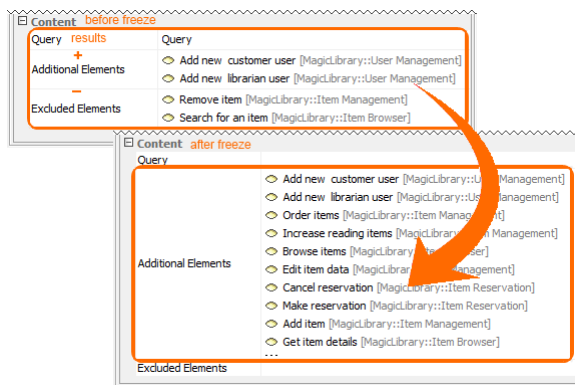 Content before freeze
Query results Query
+
Additional Elements
Add new customer user [MagicLibrary::User Management]
Add new librarian user [MagicLibrary::User Management]
−
Excluded Elements
Remove item [MagicLibrary::Item Management]
Search for an item [MagicLibrary::Item Browser]
Content after freeze
Query
Additional Elements
Add new customer user [MagicLibrary::User Management]
Add new librarian user [MagicLibrary::User Management]
Order items [MagicLibrary::Item Management]
Increase reading items [MagicLibrary::Item Management]
Browse items [MagicLibrary::Item Browser]
Edit item data [MagicLibrary::Item Management]
Cancel reservation [MagicLibrary::Item Reservation]
Make reservation [MagicLibrary::Item Reservation]
Add item [MagicLibrary::Item Management]
Get item details [MagicLibrary::Item Browser]
...
Excluded Elements